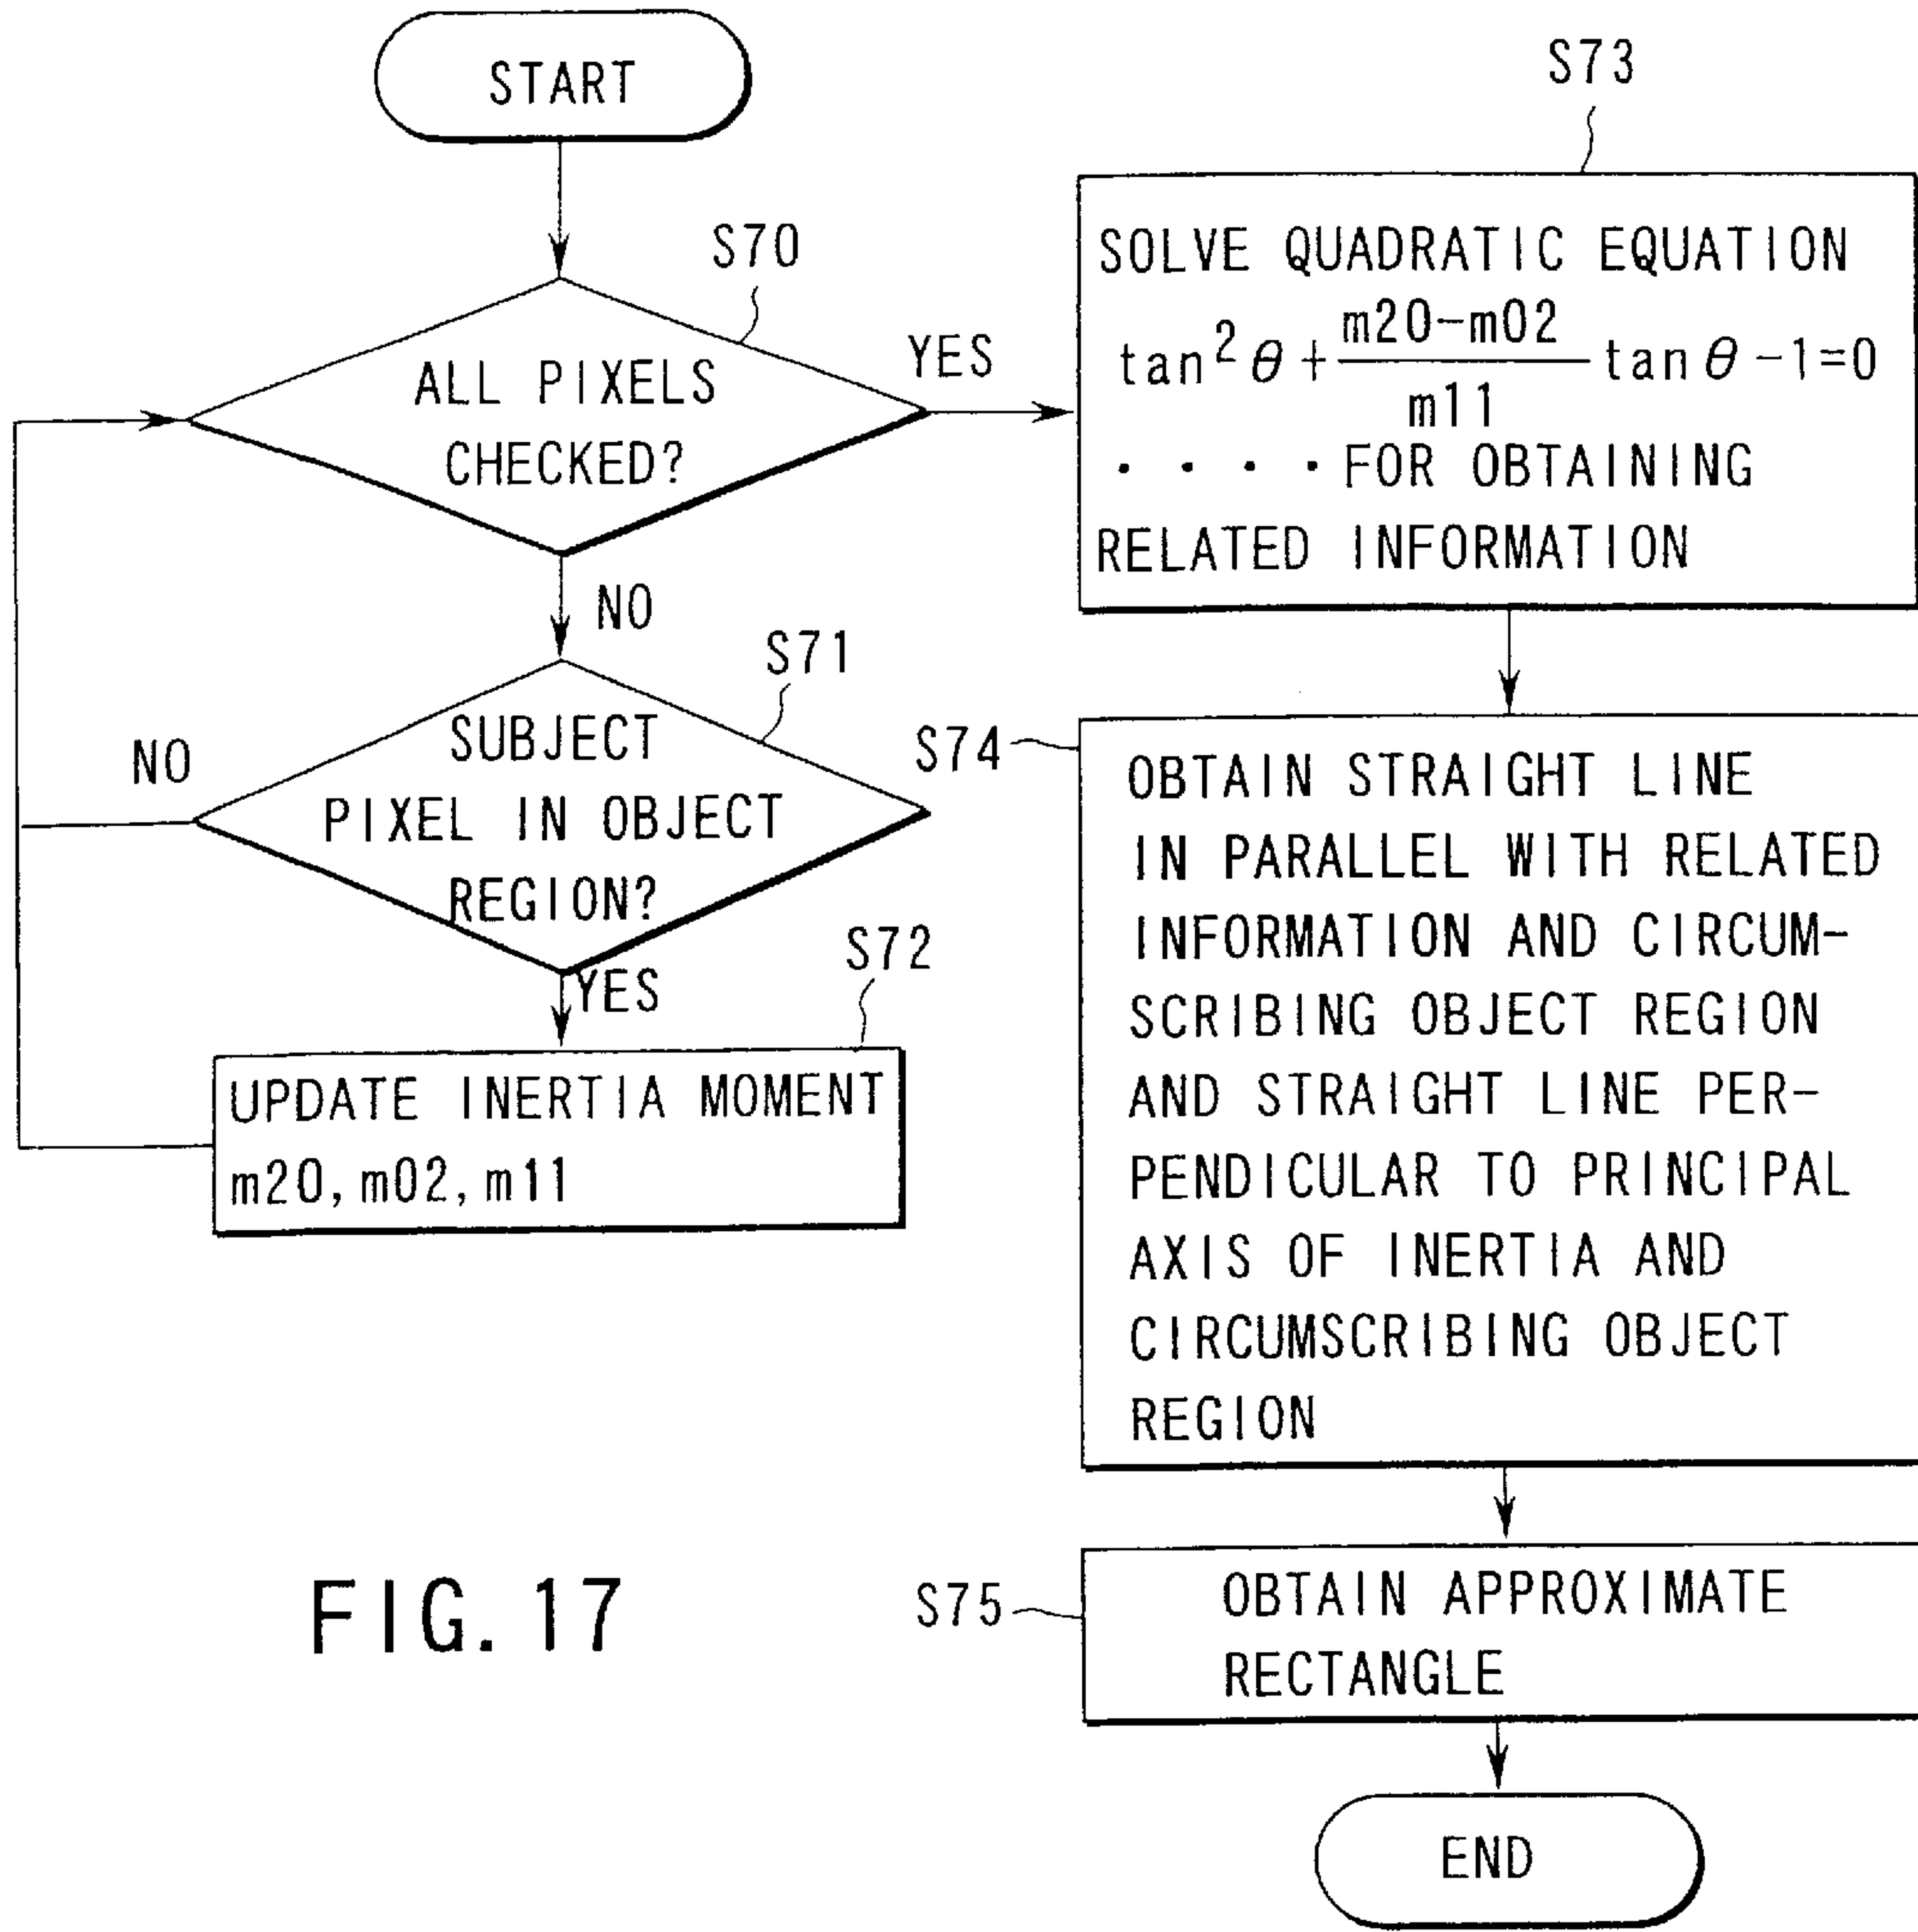 START
S70
ALL PIXELS
CHECKED?
YES
NO
S71
SUBJECT
PIXEL IN OBJECT
REGION?
NO
YES
S72
UPDATE INERTIA MOMENT
m20, m02, m11
S73
SOLVE QUADRATIC EQUATION
tan² θ + (m20-m02)/m11 tan θ -1=0
・・・・FOR OBTAINING
RELATED INFORMATION
S74
OBTAIN STRAIGHT LINE
IN PARALLEL WITH RELATED
INFORMATION AND CIRCUM-
SCRIBING OBJECT REGION
AND STRAIGHT LINE PER-
PENDICULAR TO PRINCIPAL
AXIS OF INERTIA AND
CIRCUMSCRIBING OBJECT
REGION
S75
OBTAIN APPROXIMATE
RECTANGLE
END
FIG. 17